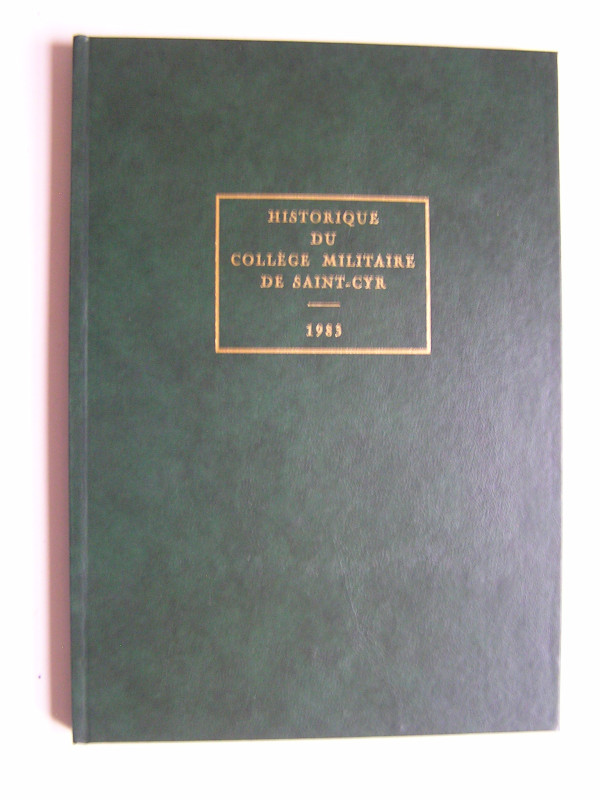 HISTORIQUE
DU
COLLÈGE MILITAIRE
DE SAINT-CYR
1983